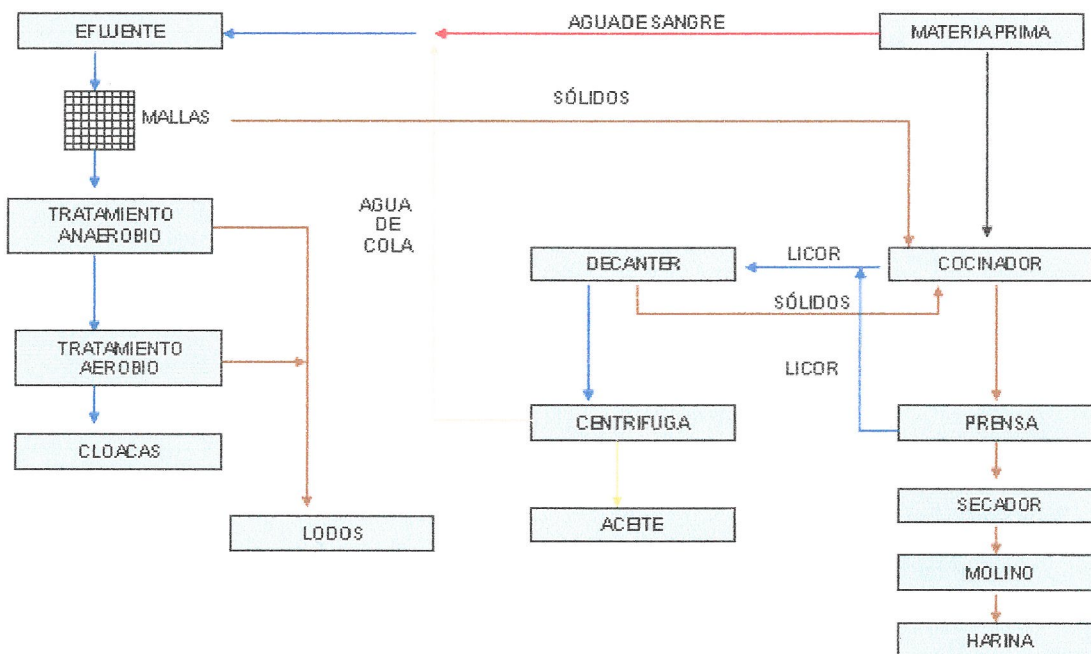 EFLUENTE
AGUA DE SANGRE
MATERIA PRIMA
SÓLIDOS
MALLAS
TRATAMIENTO
ANAEROBIO
AGUA
DE
COLA
DECANTER
LICOR
COCINADOR
SÓLIDOS
TRATAMIENTO
AEROBIO
LICOR
CENTRIFUGA
PRENSA
CLOACAS
SECADOR
LODOS
ACEITE
MOLINO
HARINA